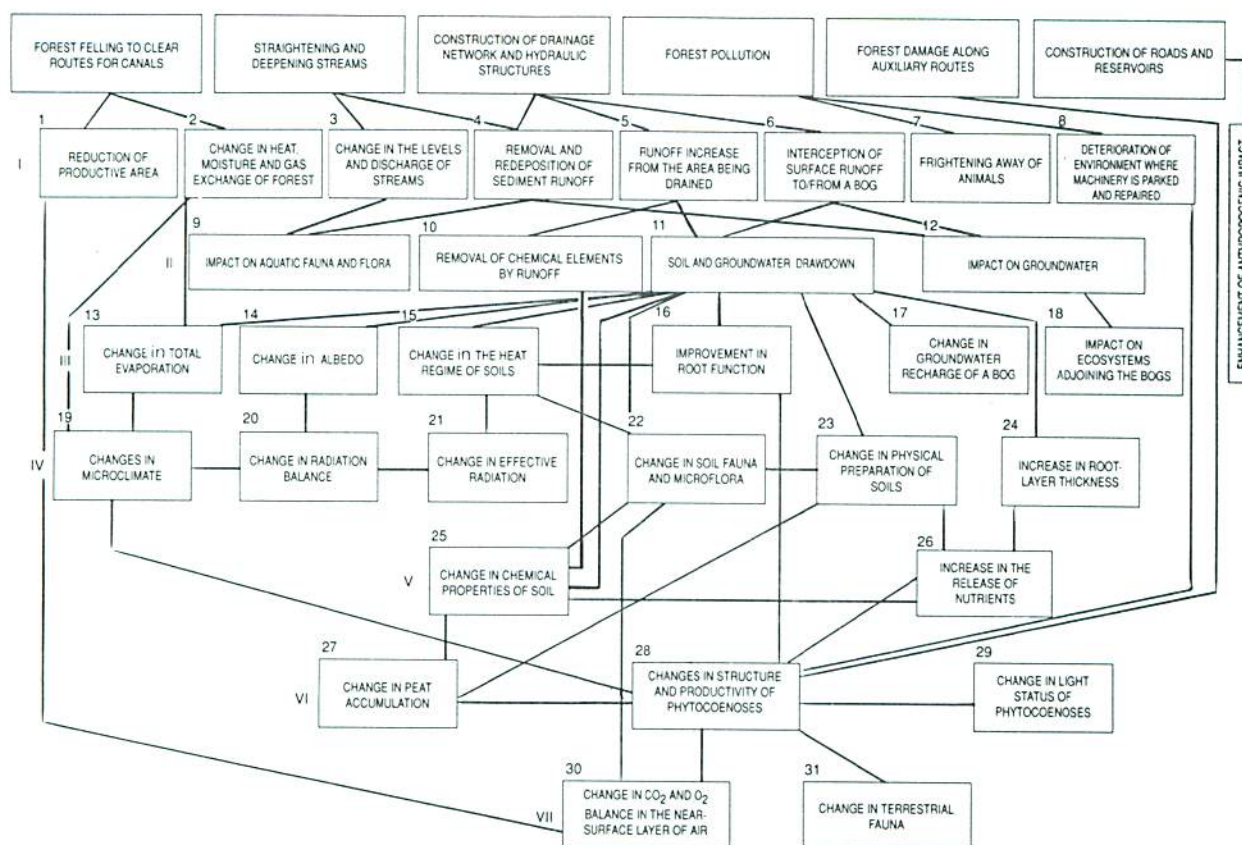 FOREST FELLING TO CLEAR
ROUTES FOR CANALS
STRAIGHTENING AND
DEEPENING STREAMS
CONSTRUCTION OF DRAINAGE
NETWORK AND HYDRAULIC
STRUCTURES
FOREST POLLUTION
FOREST DAMAGE ALONG
AUXILIARY ROUTES
CONSTRUCTION OF ROADS AND
RESERVOIRS
ENHANCEMENT OF ANTHROPOGENIC IMPACT
I
1
REDUCTION OF
PRODUCTIVE AREA
2
CHANGE IN HEAT,
MOISTURE AND GAS
EXCHANGE OF FOREST
3
CHANGE IN THE LEVELS
AND DISCHARGE OF
STREAMS
4
REMOVAL AND
REDEPOSITION OF
SEDIMENT RUNOFF
5
RUNOFF INCREASE
FROM THE AREA BEING
DRAINED
6
INTERCEPTION OF
SURFACE RUNOFF
TO/FROM A BOG
7
FRIGHTENING AWAY OF
ANIMALS
8
DETERIORATION OF
ENVIRONMENT WHERE
MACHINERY IS PARKED
AND REPAIRED
II
9
IMPACT ON AQUATIC FAUNA AND FLORA
10
REMOVAL OF CHEMICAL ELEMENTS
BY RUNOFF
11
SOIL AND GROUNDWATER DRAWDOWN
12
IMPACT ON GROUNDWATER
III
13
CHANGE in TOTAL
EVAPORATION
14
CHANGE in ALBEDO
15
CHANGE in THE HEAT
REGIME OF SOILS
16
IMPROVEMENT IN
ROOT FUNCTION
17
CHANGE IN
GROUNDWATER
RECHARGE OF A BOG
18
IMPACT ON
ECOSYSTEMS
ADJOINING THE BOGS
IV
19
CHANGES IN
MICROCLIMATE
20
CHANGE IN RADIATION
BALANCE
21
CHANGE IN EFFECTIVE
RADIATION
22
CHANGE IN SOIL FAUNA
AND MICROFLORA
23
CHANGE IN PHYSICAL
PREPARATION OF
SOILS
24
INCREASE IN ROOT-
LAYER THICKNESS
V
25
CHANGE IN CHEMICAL
PROPERTIES OF SOIL
26
INCREASE IN THE
RELEASE OF
NUTRIENTS
VI
27
CHANGE IN PEAT
ACCUMULATION
28
CHANGES IN STRUCTURE
AND PRODUCTIVITY OF
PHYTOCOENOSES
29
CHANGE IN LIGHT
STATUS OF
PHYTOCOENOSES
VII
30
CHANGE IN CO₂ AND O₂
BALANCE IN THE NEAR-
SURFACE LAYER OF AIR
31
CHANGE IN TERRESTRIAL
FAUNA